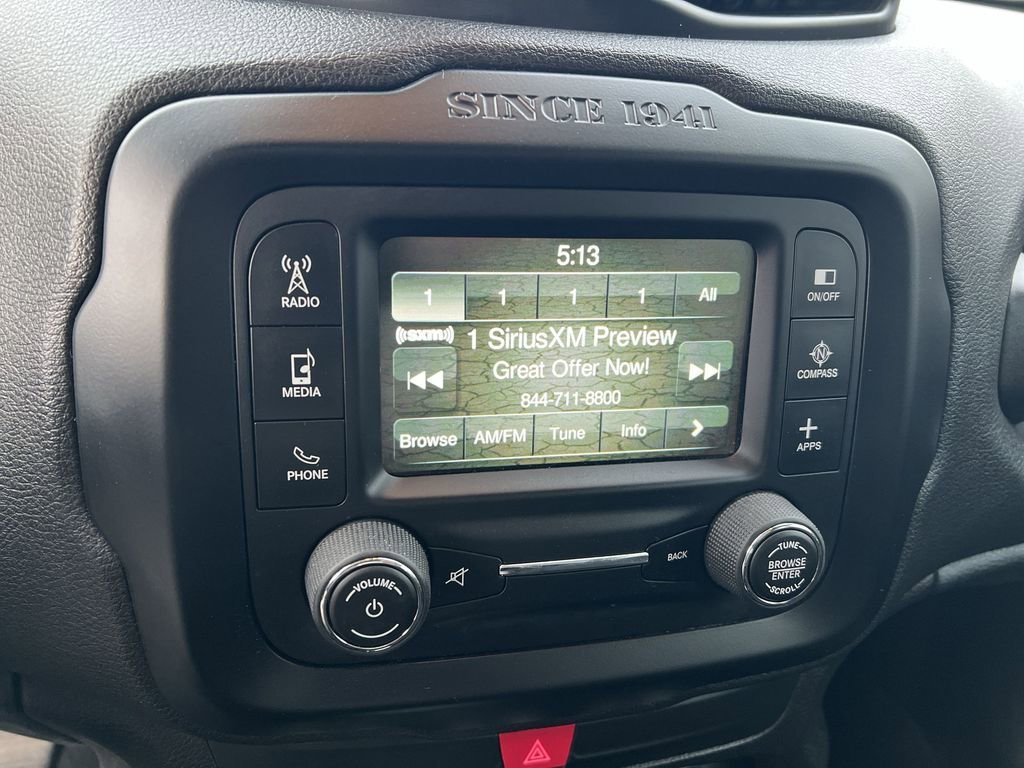 SINCE 1941
RADIO
MEDIA
PHONE
5:13
1 1 1 1 All
((sxm)) 1 SiriusXM Preview
Great Offer Now!
844-711-8800
Browse AM/FM Tune Info >
ON/OFF
N
COMPASS
+
APPS
VOLUME
BACK
TUNE
BROWSE
ENTER
SCROLL